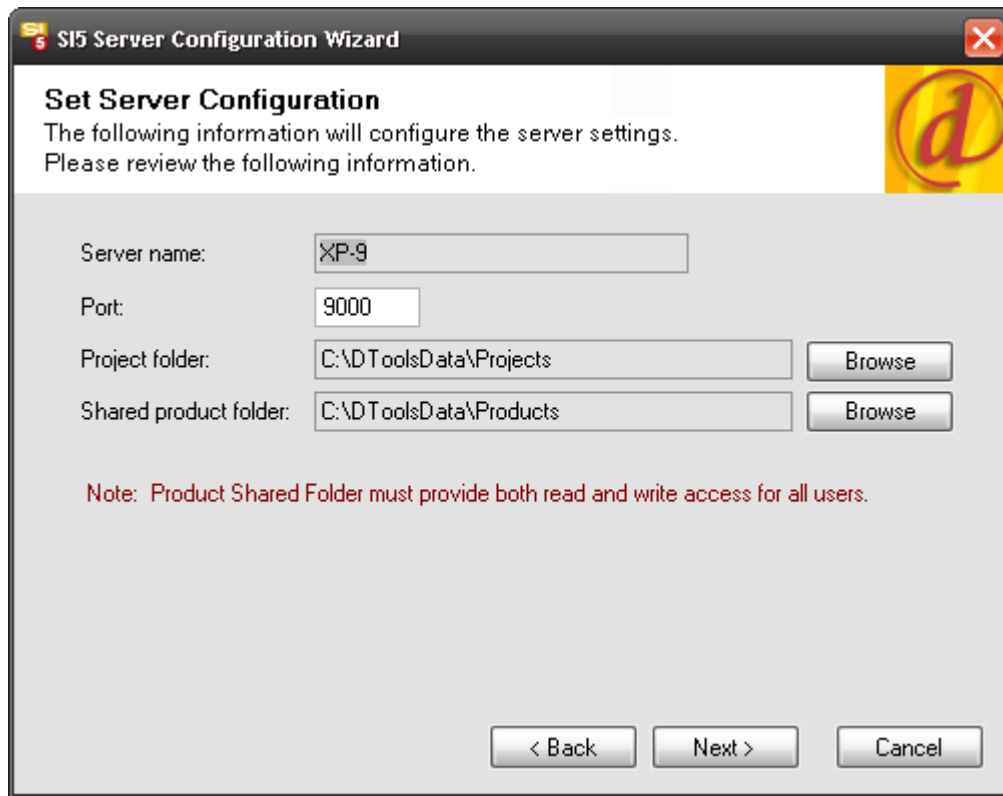 SI 5 SI5 Server Configuration Wizard
Set Server Configuration
The following information will configure the server settings.
Please review the following information.
d
Server name: XP-9
Port: 9000
Project folder: C:\DToolsData\Projects Browse
Shared product folder: C:\DToolsData\Products Browse
Note: Product Shared Folder must provide both read and write access for all users.
< Back Next > Cancel